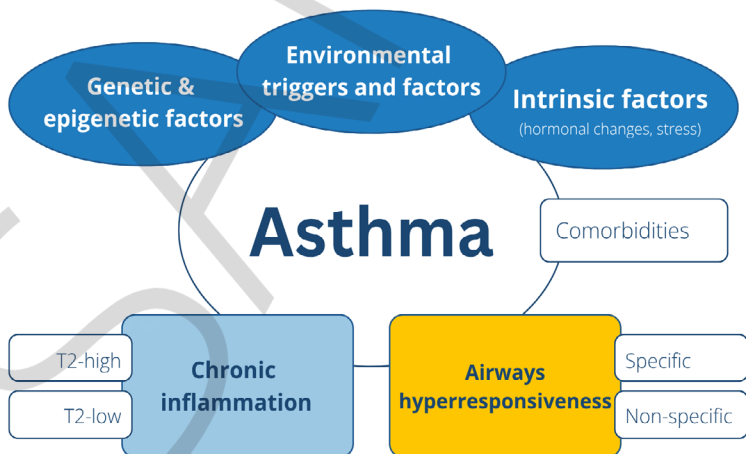 Genetic &
epigenetic factors
Environmental
triggers and factors
Intrinsic factors
(hormonal changes, stress)
Asthma
Comorbidities
T2-high
T2-low
Chronic
inflammation
Airways
hyperresponsiveness
Specific
Non-specific